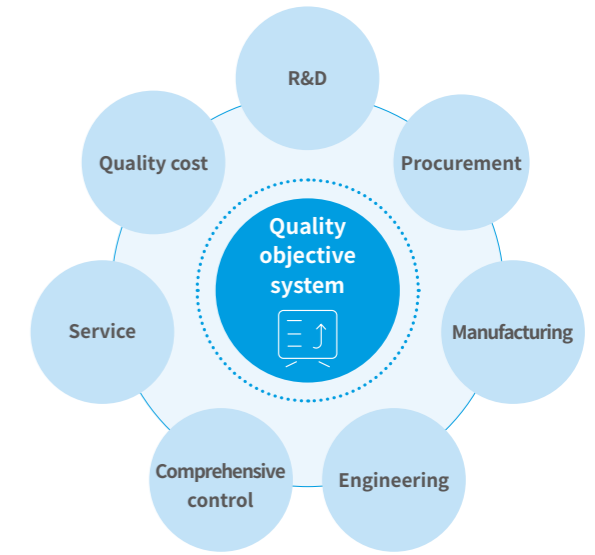 R&D
Quality cost
Procurement
Quality
objective
system
Service
Manufacturing
Comprehensive
control
Engineering